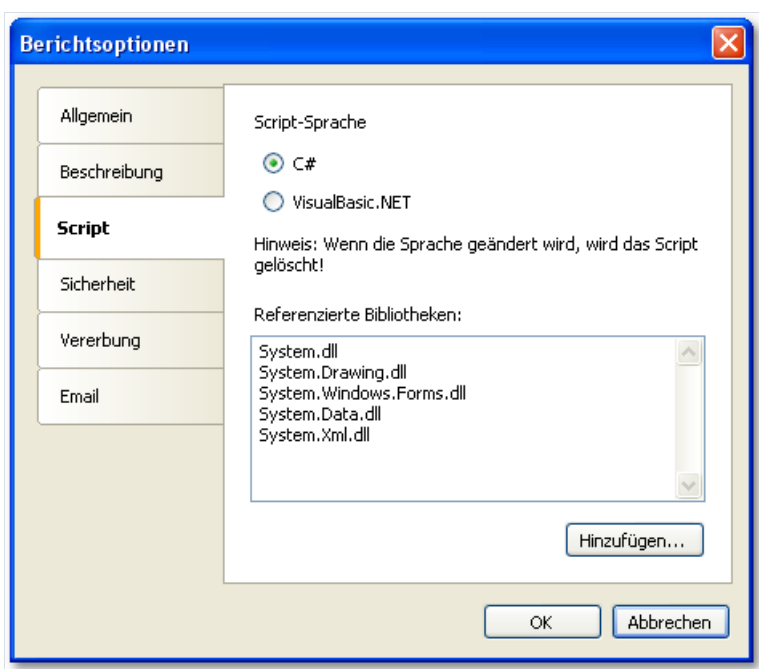 Berichtsoptionen
Allgemein
Beschreibung
Script
Sicherheit
Vererbung
Email
Script-Sprache
C#
VisualBasic.NET
Hinweis: Wenn die Sprache geändert wird, wird das Script
gelöscht!
Referenzierte Bibliotheken:
System.dll
System.Drawing.dll
System.Windows.Forms.dll
System.Data.dll
System.Xml.dll
Hinzufügen...
OK
Abbrechen